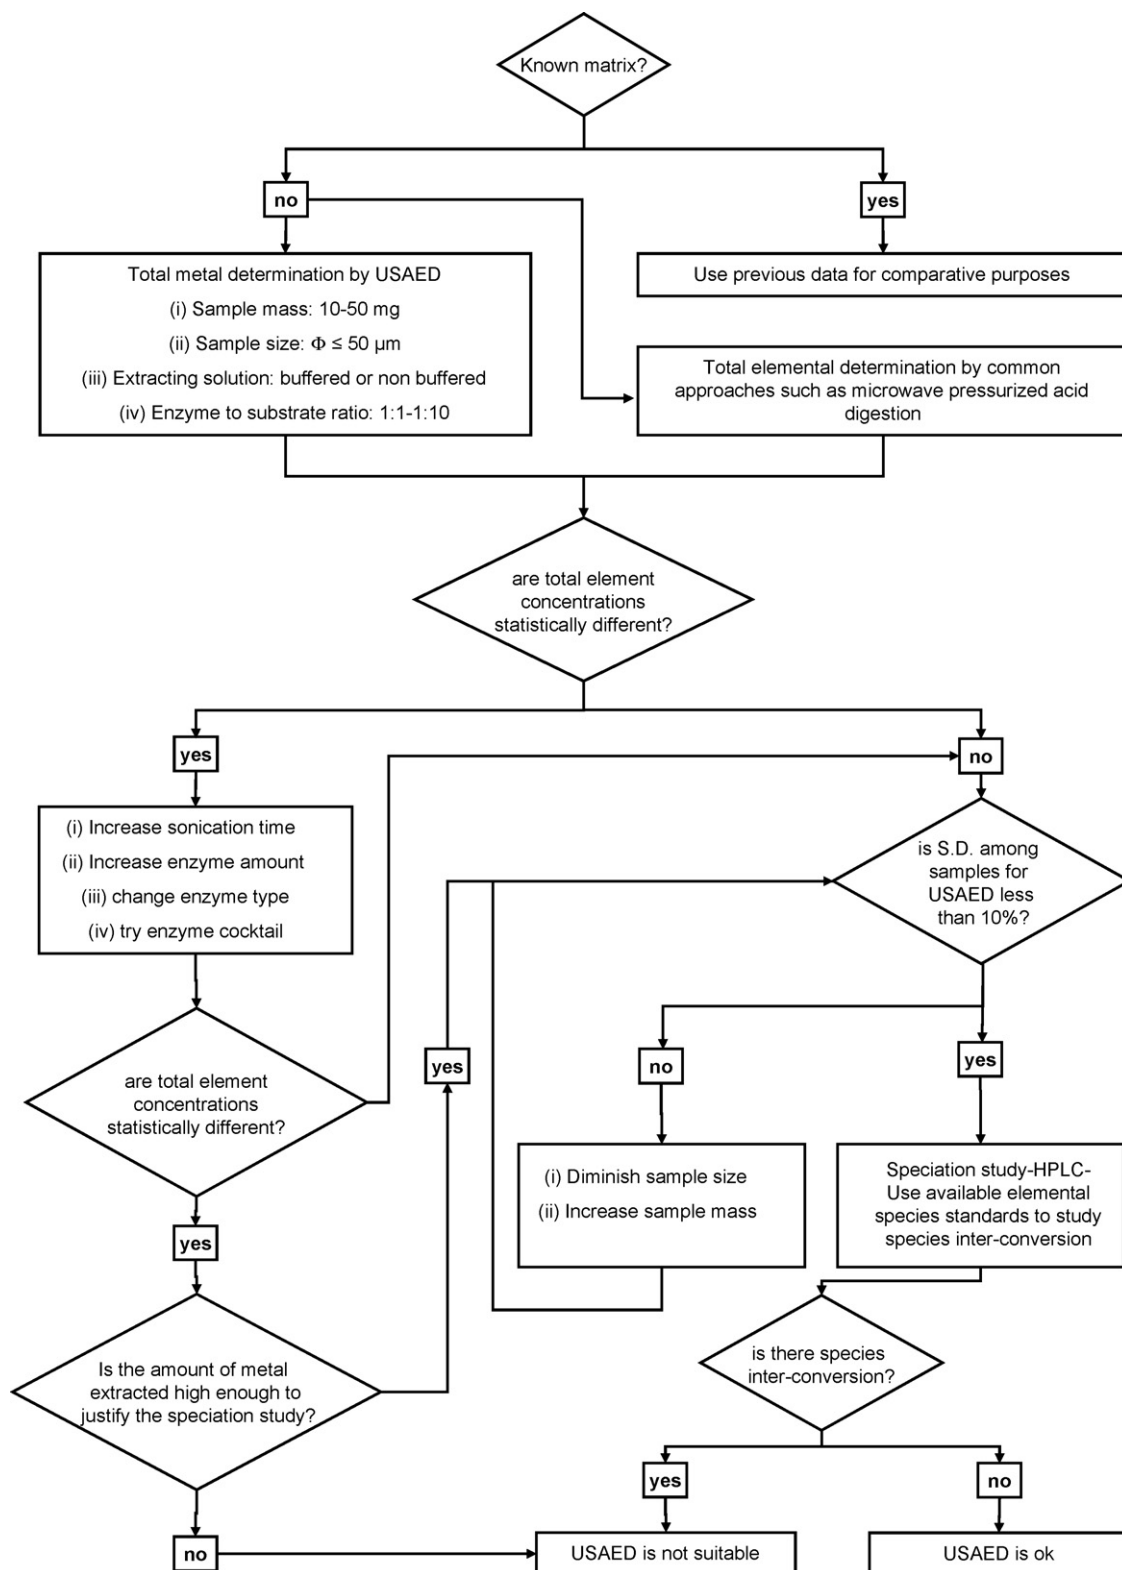 Known matrix?
no
yes
Total metal determination by USAED
(i) Sample mass: 10-50 mg
(ii) Sample size: Φ ≤ 50 µm
(iii) Extracting solution: buffered or non buffered
(iv) Enzyme to substrate ratio: 1:1-1:10
Use previous data for comparative purposes
Total elemental determination by common
approaches such as microwave pressurized acid
digestion
are total element
concentrations
statistically different?
yes
no
(i) Increase sonication time
(ii) Increase enzyme amount
(iii) change enzyme type
(iv) try enzyme cocktail
is S.D. among
samples for
USAED less
than 10%?
are total element
concentrations
statistically different?
yes
no
yes
(i) Diminish sample size
(ii) Increase sample mass
Speciation study-HPLC-
Use available elemental
species standards to study
species inter-conversion
yes
Is the amount of metal
extracted high enough to
justify the speciation study?
is there species
inter-conversion?
yes
no
no
USAED is not suitable
USAED is ok